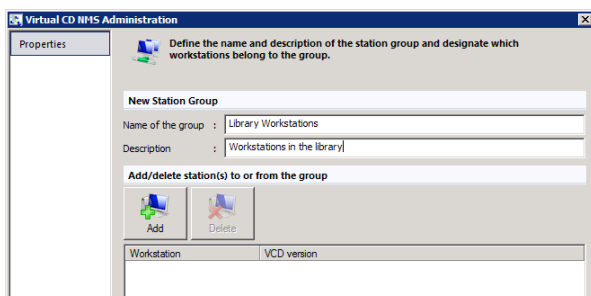 Virtual CD NMS Administration
Properties
Define the name and description of the station group and designate which
workstations belong to the group.
New Station Group
Name of the group : Library Workstations
Description : Workstations in the library
Add/delete station(s) to or from the group
Add Delete
Workstation VCD version